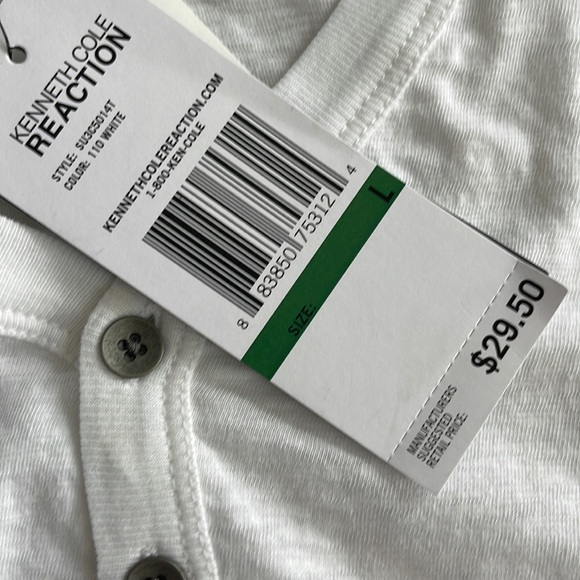 KENNETH COLE
REACTION
STYLE: SU3C5014T
COLOR: 110 WHITE
KENNETHCOLEREACTION.COM
1-800-KEN-COLE
8 83850 75312 4
SIZE: L
MANUFACTURERS
SUGGESTED
RETAIL PRICE:
$29.50